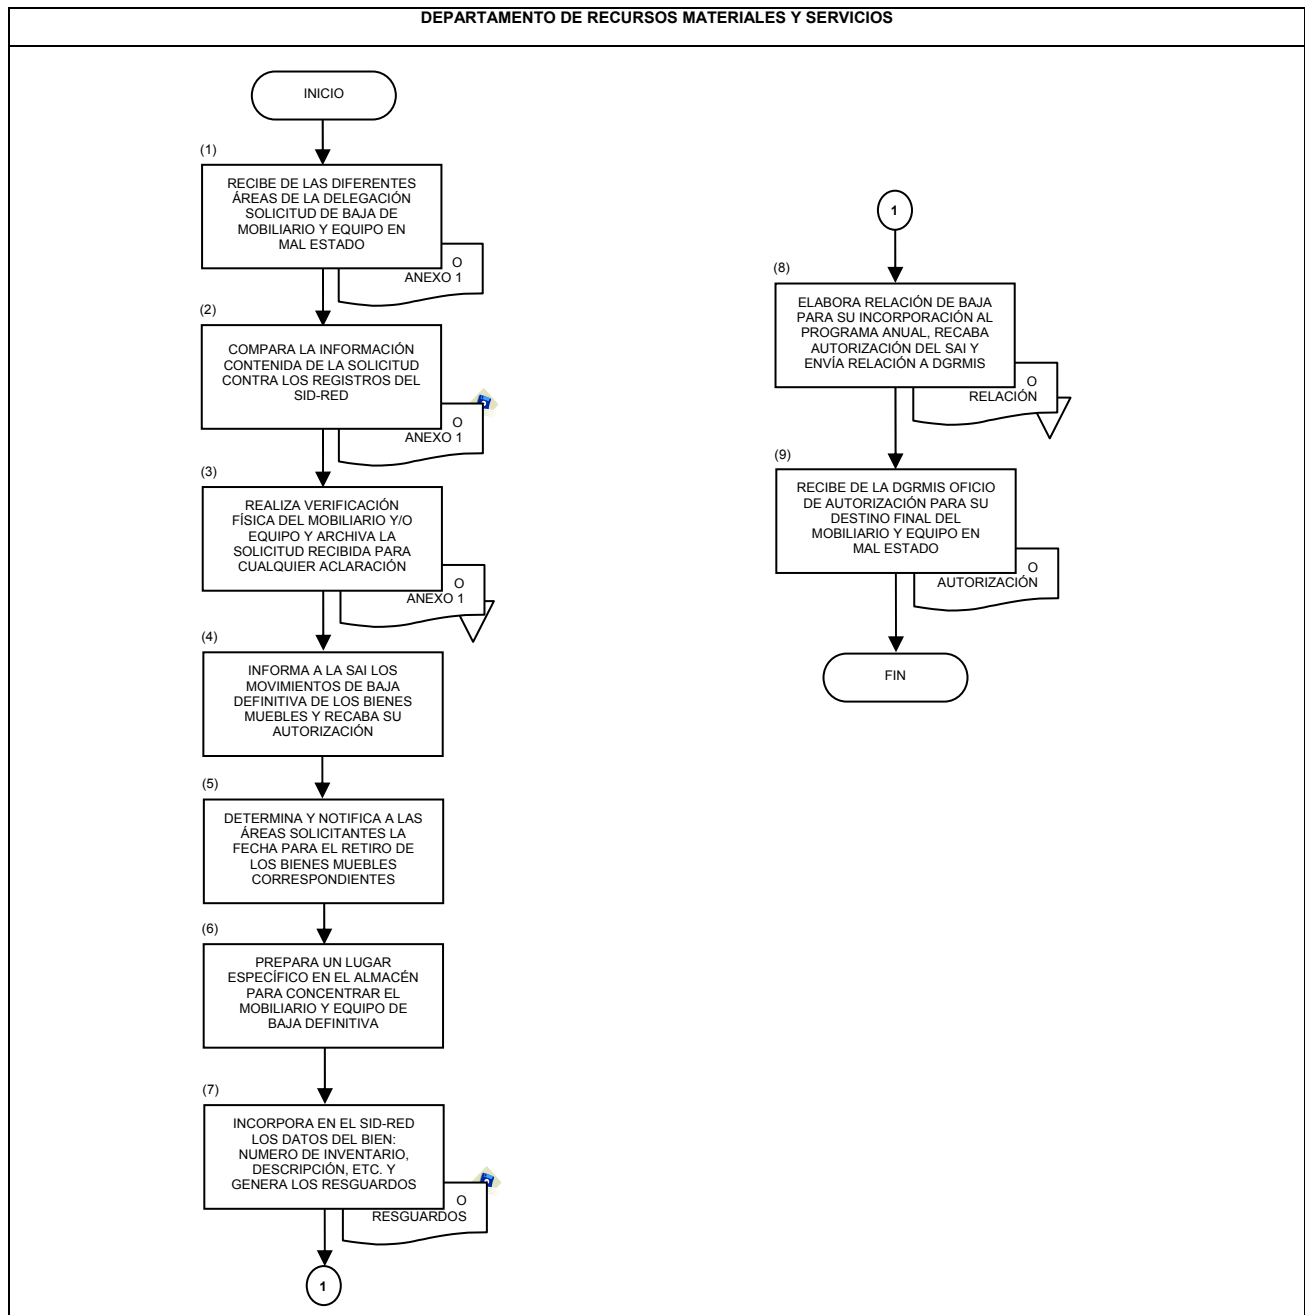 DEPARTAMENTO DE RECURSOS MATERIALES Y SERVICIOS
INICIO
(1)
RECIBE DE LAS DIFERENTES
ÁREAS DE LA DELEGACIÓN
SOLICITUD DE BAJA DE
MOBILIARIO Y EQUIPO EN
MAL ESTADO
O
ANEXO 1
(2)
COMPARA LA INFORMACIÓN
CONTENIDA DE LA SOLICITUD
CONTRA LOS REGISTROS DEL
SID-RED
O
ANEXO 1
(3)
REALIZA VERIFICACIÓN
FÍSICA DEL MOBILIARIO Y/O
EQUIPO Y ARCHIVA LA
SOLICITUD RECIBIDA PARA
CUALQUIER ACLARACIÓN
O
ANEXO 1
(4)
INFORMA A LA SAI LOS
MOVIMIENTOS DE BAJA
DEFINITIVA DE LOS BIENES
MUEBLES Y RECABA SU
AUTORIZACIÓN
(5)
DETERMINA Y NOTIFICA A LAS
ÁREAS SOLICITANTES LA
FECHA PARA EL RETIRO DE
LOS BIENES MUEBLES
CORRESPONDIENTES
(6)
PREPARA UN LUGAR
ESPECÍFICO EN EL ALMACÉN
PARA CONCENTRAR EL
MOBILIARIO Y EQUIPO DE
BAJA DEFINITIVA
(7)
INCORPORA EN EL SID-RED
LOS DATOS DEL BIEN:
NUMERO DE INVENTARIO,
DESCRIPCIÓN, ETC. Y
GENERA LOS RESGUARDOS
O
RESGUARDOS
1
1
(8)
ELABORA RELACIÓN DE BAJA
PARA SU INCORPORACIÓN AL
PROGRAMA ANUAL, RECABA
AUTORIZACIÓN DEL SAI Y
ENVÍA RELACIÓN A DGRMIS
O
RELACIÓN
(9)
RECIBE DE LA DGRMIS OFICIO
DE AUTORIZACIÓN PARA SU
DESTINO FINAL DEL
MOBILIARIO Y EQUIPO EN
MAL ESTADO
O
AUTORIZACIÓN
FIN